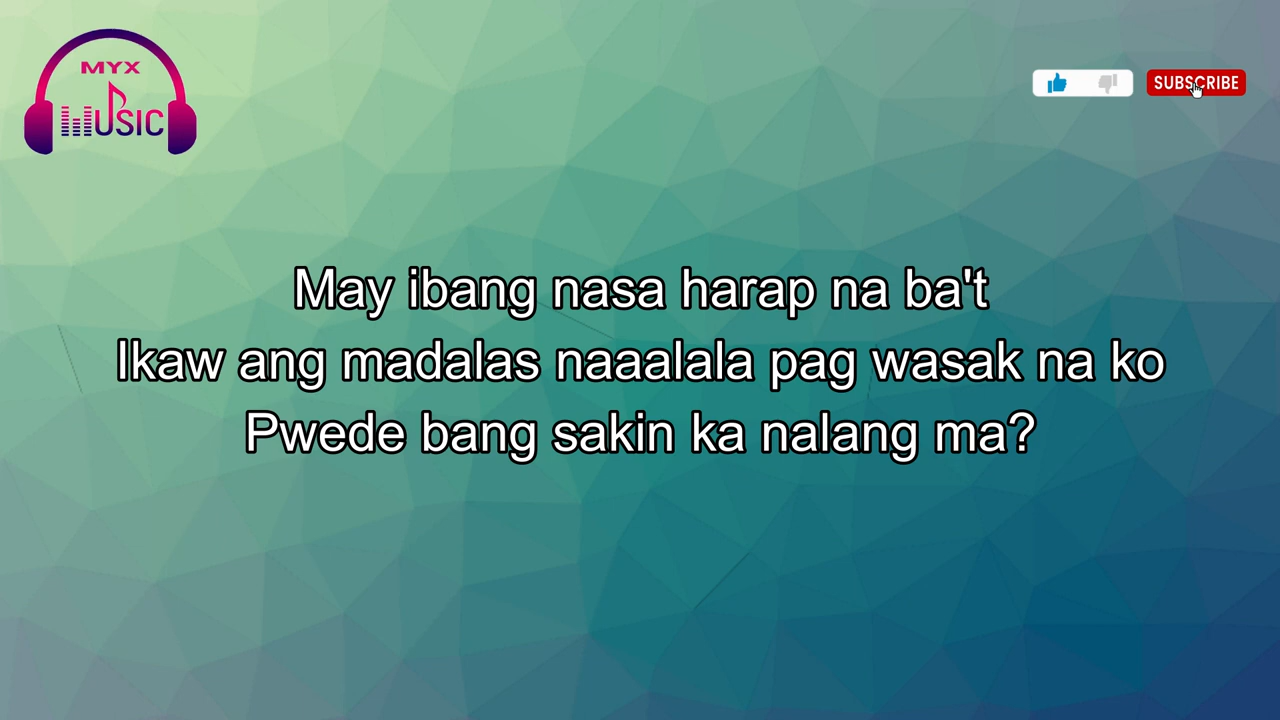 MYX
MUSIC
SUBSCRIBE
May ibang nasa harap na ba't
Ikaw ang madalas naaalala pag wasak na ko
Pwede bang sakin ka nalang ma?